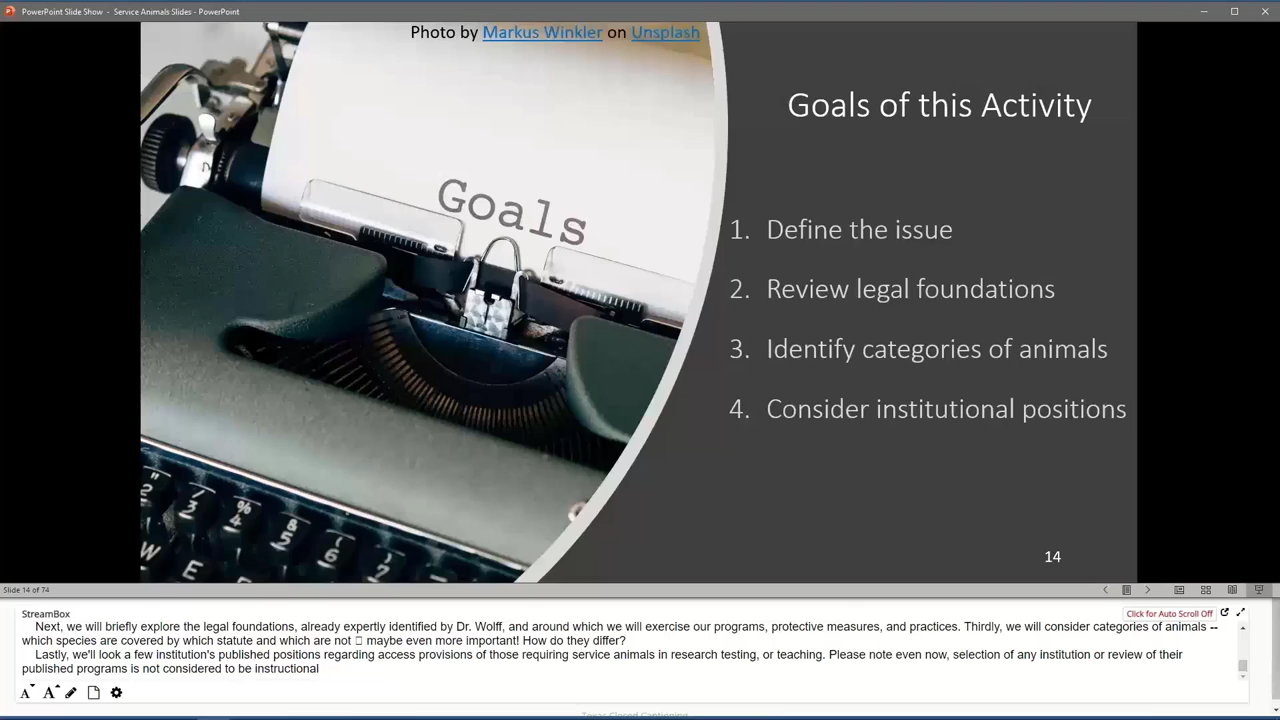 PowerPoint Slide Show - Service Animals Slides - PowerPoint
Photo by Markus Winkler on Unsplash
Goals of this Activity
Goals
1. Define the issue
2. Review legal foundations
3. Identify categories of animals
4. Consider institutional positions
14
Slide 14 of 74
StreamBox
Click for Auto Scroll Off
Next, we will briefly explore the legal foundations, already expertly identified by Dr. Wolff, and around which we will exercise our programs, protective measures, and practices. Thirdly, we will consider categories of animals --
which species are covered by which statute and which are not □ maybe even more important! How do they differ?
Lastly, we'll look a few institution's published positions regarding access provisions of those requiring service animals in research testing, or teaching. Please note even now, selection of any institution or review of their
published programs is not considered to be instructional